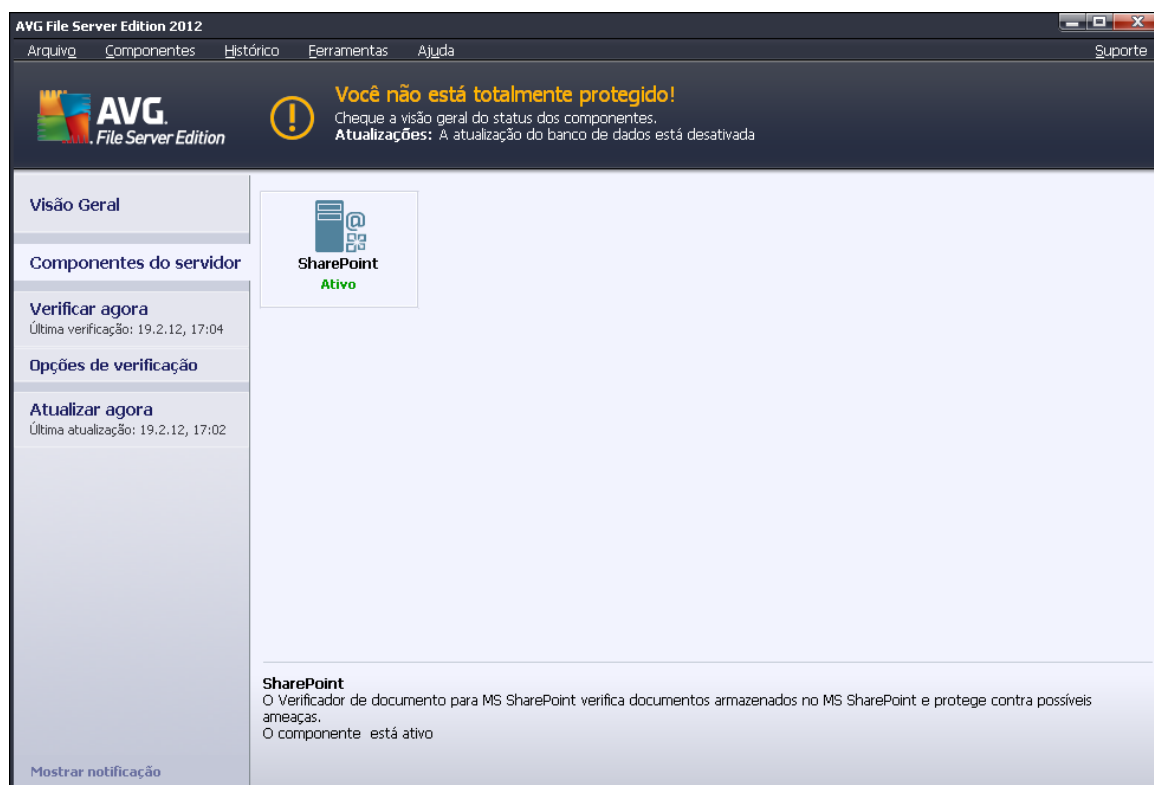 AVG File Server Edition 2012
Arquivo Componentes Histórico Ferramentas Ajuda Suporte
AVG.
File Server Edition
Você não está totalmente protegido!
Cheque a visão geral do status dos componentes.
Atualizações: A atualização do banco de dados está desativada
Visão Geral
Componentes do servidor
Verificar agora
Última verificação: 19.2.12, 17:04
Opções de verificação
Atualizar agora
Última atualização: 19.2.12, 17:02
Mostrar notificação
SharePoint
Ativo
SharePoint
O Verificador de documento para MS SharePoint verifica documentos armazenados no MS SharePoint e protege contra possíveis
ameaças.
O componente está ativo